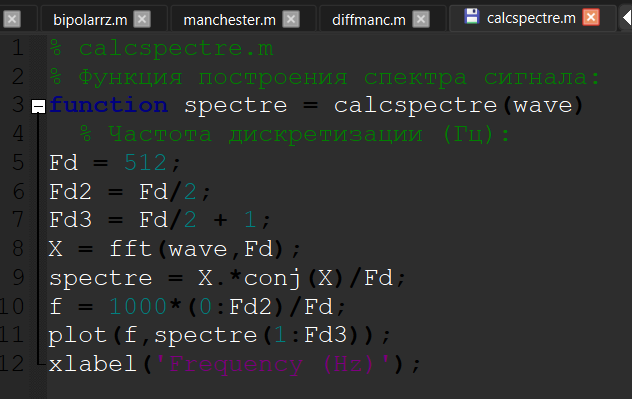 bipolarrz.m manchester.m diffmanc.m calcspectre.m
1 % calcspectre.m
2 % Функция построения спектра сигнала:
3 function spectre = calcspectre(wave)
4 % Частота дискретизации (Гц):
5 Fd = 512;
6 Fd2 = Fd/2;
7 Fd3 = Fd/2 + 1;
8 X = fft(wave,Fd);
9 spectre = X.*conj(X)/Fd;
10 f = 1000*(0:Fd2)/Fd;
11 plot(f,spectre(1:Fd3));
12 xlabel('Frequency (Hz)');